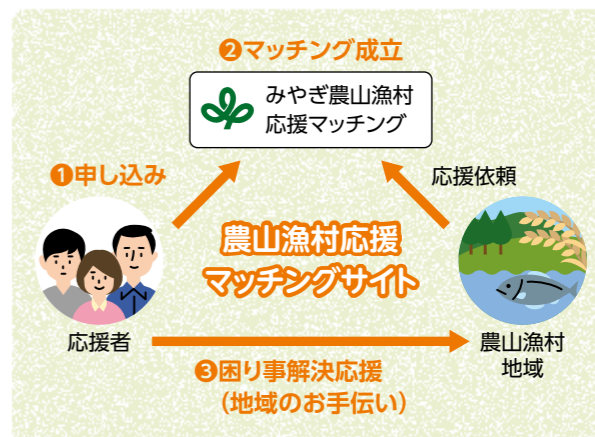 ❷マッチング成立
みやぎ農山漁村
応援マッチング
❶申し込み
応援依頼
農山漁村応援
マッチングサイト
応援者
農山漁村
地域
❸困り事解決応援
（地域のお手伝い）